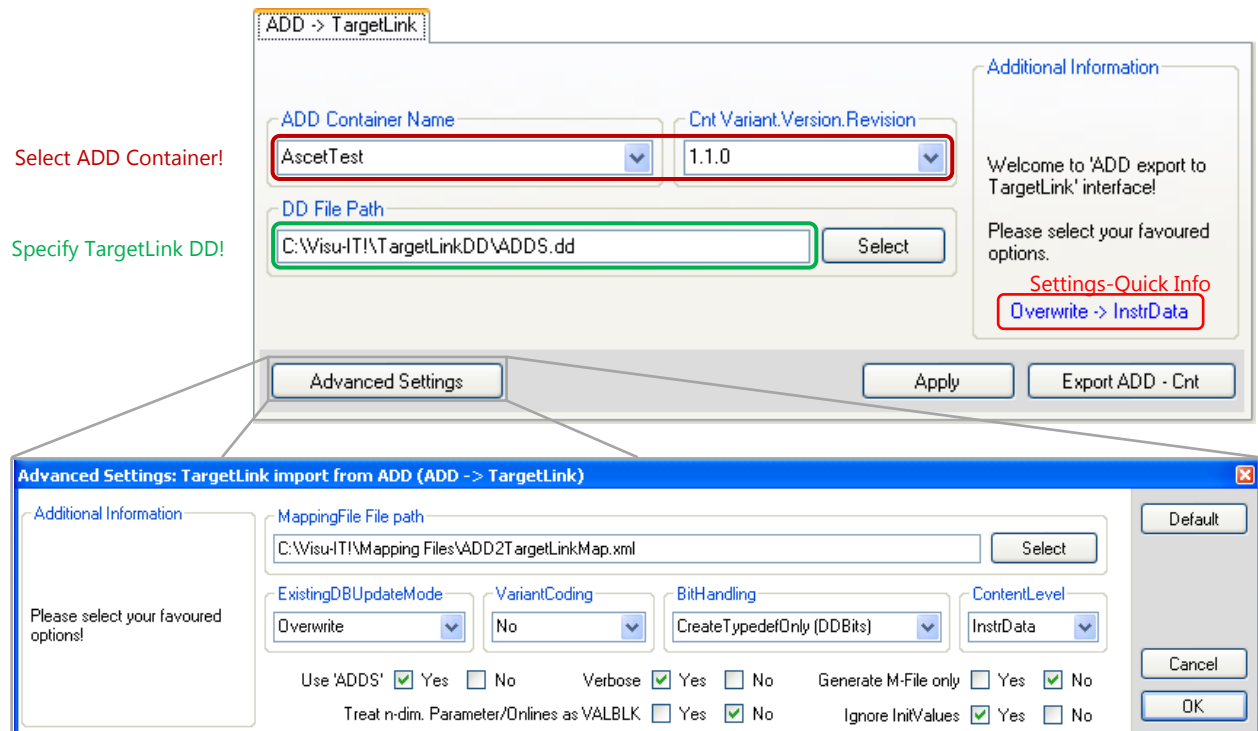 ADD -> TargetLink
Additional Information
ADD Container Name
Cnt Variant.Version.Revision
Select ADD Container!
AscetTest
1.1.0
Welcome to 'ADD export to
TargetLink' interface!
DD File Path
Specify TargetLink DD!
C:\Visu-IT!\TargetLinkDD\ADDS.dd
Select
Please select your favoured
options.
Settings-Quick Info
Overwrite -> InstrData
Advanced Settings
Apply
Export ADD - Cnt
Advanced Settings: TargetLink import from ADD (ADD -> TargetLink)
Additional Information
Please select your favoured
options!
MappingFile File path
C:\Visu-IT!\Mapping Files\ADD2TargetLinkMap.xml
Select
Default
ExistingDBUpdateMode
VariantCoding
BitHandling
ContentLevel
Overwrite
No
CreateTypedefOnly (DDBits)
InstrData
Use 'ADDS' Yes No
Verbose Yes No
Generate M-File only Yes No
Treat n-dim. Parameter/Onlines as VALBLK Yes No
Ignore InitValues Yes No
Cancel
OK